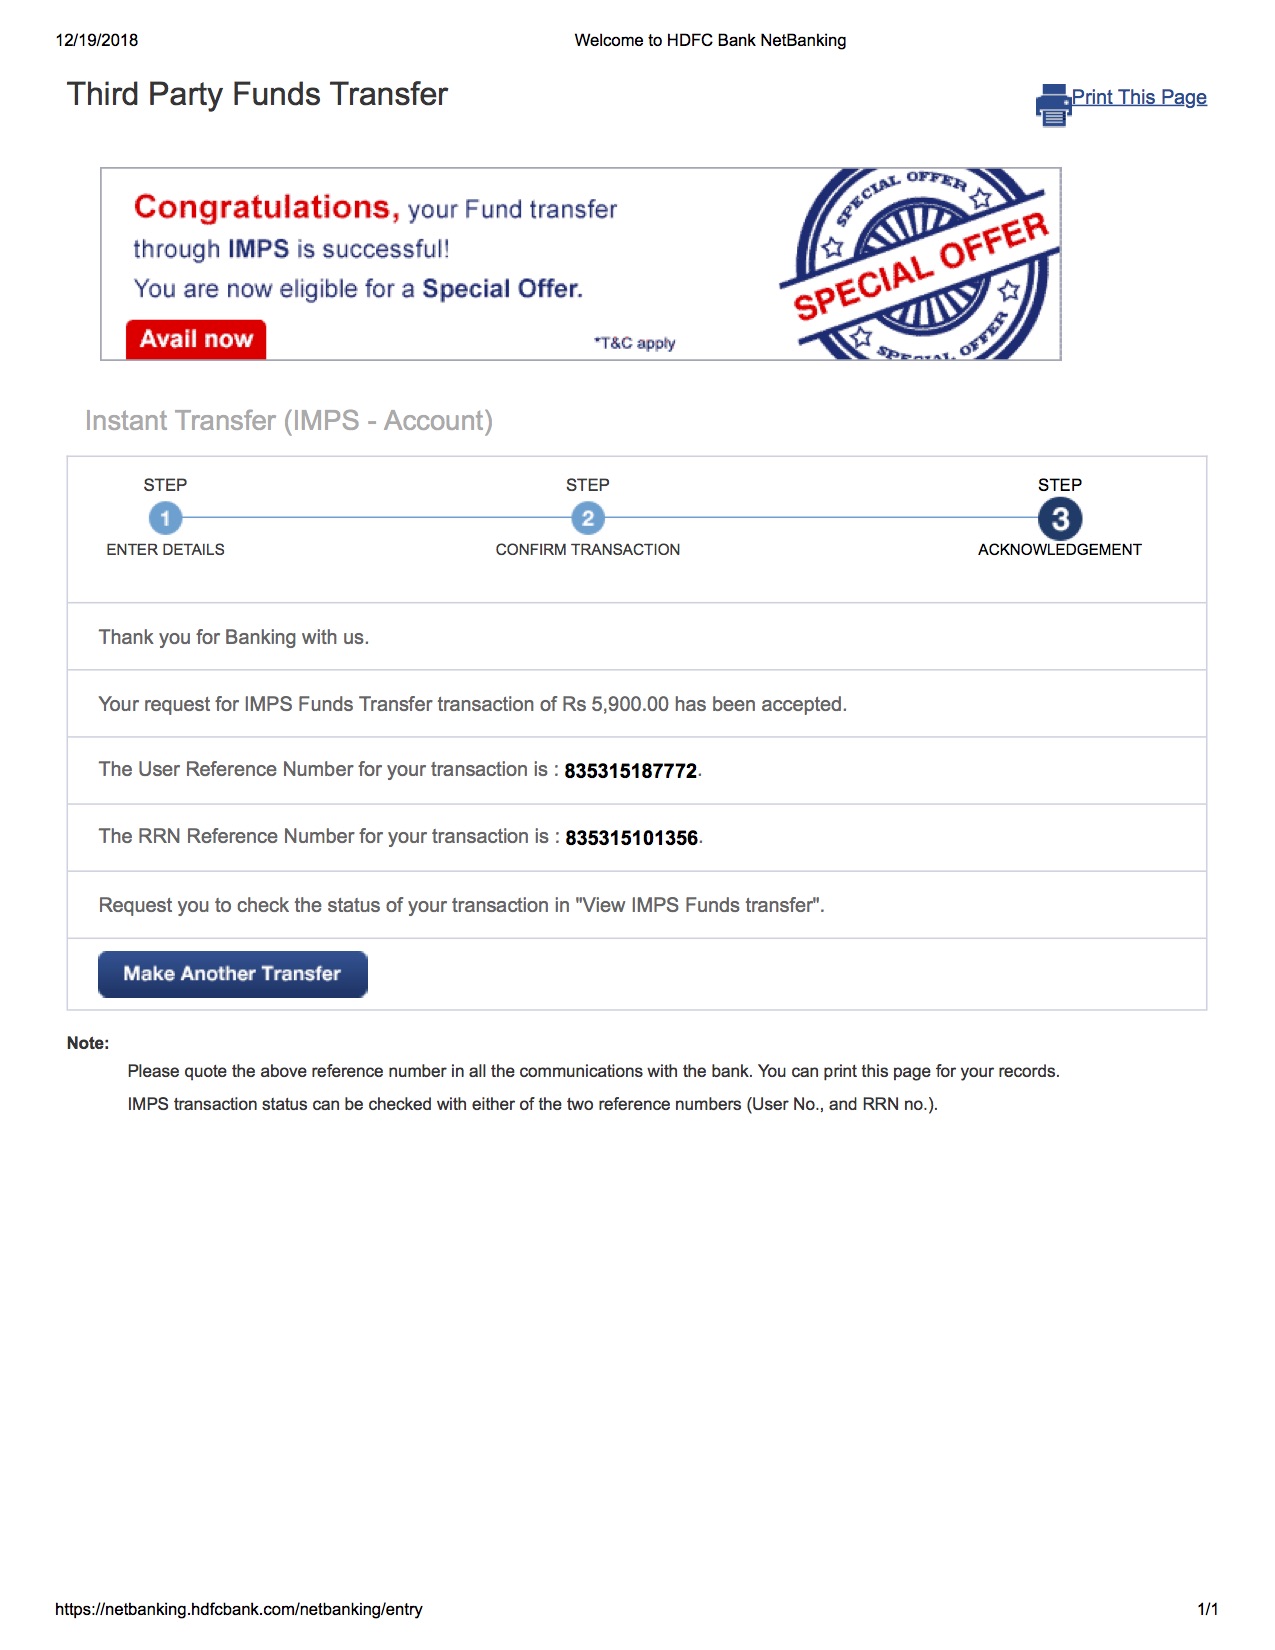 12/19/2018 Welcome to HDFC Bank NetBanking
Third Party Funds Transfer
Print This Page
Congratulations, your Fund transfer
through IMPS is successful!
You are now eligible for a Special Offer.
Avail now
*T&C apply
SPECIAL OFFER
SPECIAL OFFER
SPECIAL OFFER
Instant Transfer (IMPS - Account)
STEP STEP STEP
1 2 3
ENTER DETAILS CONFIRM TRANSACTION ACKNOWLEDGEMENT
Thank you for Banking with us.
Your request for IMPS Funds Transfer transaction of Rs 5,900.00 has been accepted.
The User Reference Number for your transaction is : 835315187772.
The RRN Reference Number for your transaction is : 835315101356.
Request you to check the status of your transaction in "View IMPS Funds transfer".
Make Another Transfer
Note:
Please quote the above reference number in all the communications with the bank. You can print this page for your records.
IMPS transaction status can be checked with either of the two reference numbers (User No., and RRN no.).
https://netbanking.hdfcbank.com/netbanking/entry 1/1